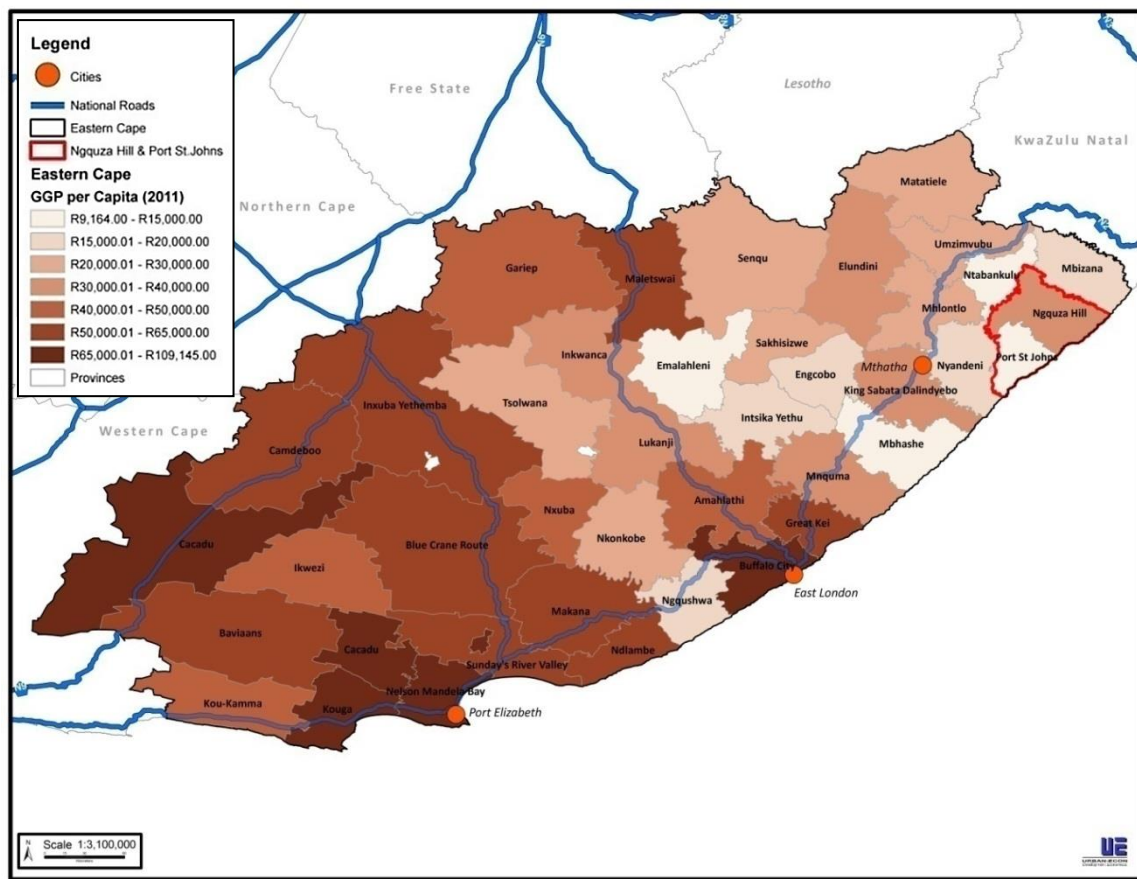 Legend
Cities
National Roads
Eastern Cape
Ngquza Hill & Port St.Johns
Eastern Cape
GGP per Capita (2011)
R9,164.00 - R15,000.00
R15,000.01 - R20,000.00
R20,000.01 - R30,000.00
R30,000.01 - R40,000.00
R40,000.01 - R50,000.00
R50,000.01 - R65,000.00
R65,000.01 - R109,145.00
Provinces
N6
Free State
Lesotho
KwaZulu Natal
Northern Cape
Western Cape
Matatiele
Umzimvubu
Ntabankulu
Mbizana
Gariep
Maletswai
Senqu
Elundini
Mhlontlo
Ngquza Hill
Port St Johns
Inkwanca
Emalahleni
Sakhisizwe
Engcobo
Mthatha
Nyandeni
King Sabata Dalindyebo
Inxuba Yethemba
Tsolwana
Intsika Yethu
Mbhashe
Camdeboo
Lukanji
Mnquma
Nxuba
Amahlathi
Great Kei
Cacadu
Blue Crane Route
Nkonkobe
Ikwezi
Buffalo City
East London
Makana
Ngqushwa
Baviaans
Cacadu
Ndlambe
Sunday's River Valley
Kou-Kamma
Kouga
Nelson Mandela Bay
Port Elizabeth
N
Scale 1:3,100,000
UE
URBAN-ECON